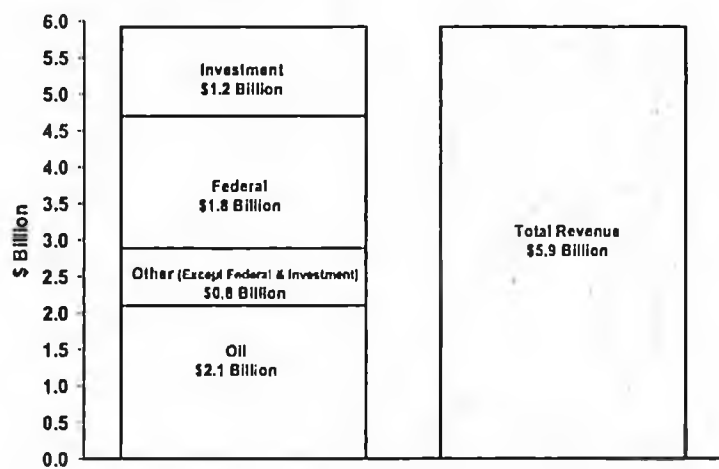 6.0
5.5
5.0
4.5
4.0
3.5
3.0
2.5
2.0
1.5
1.0
0.5
0.0
$ Billion
Investment
$1.2 Billion
Federal
$1.8 Billion
Other (Except Federal & Investment)
$0.8 Billion
Oil
$2.1 Billion
Total Revenue
$5.9 Billion